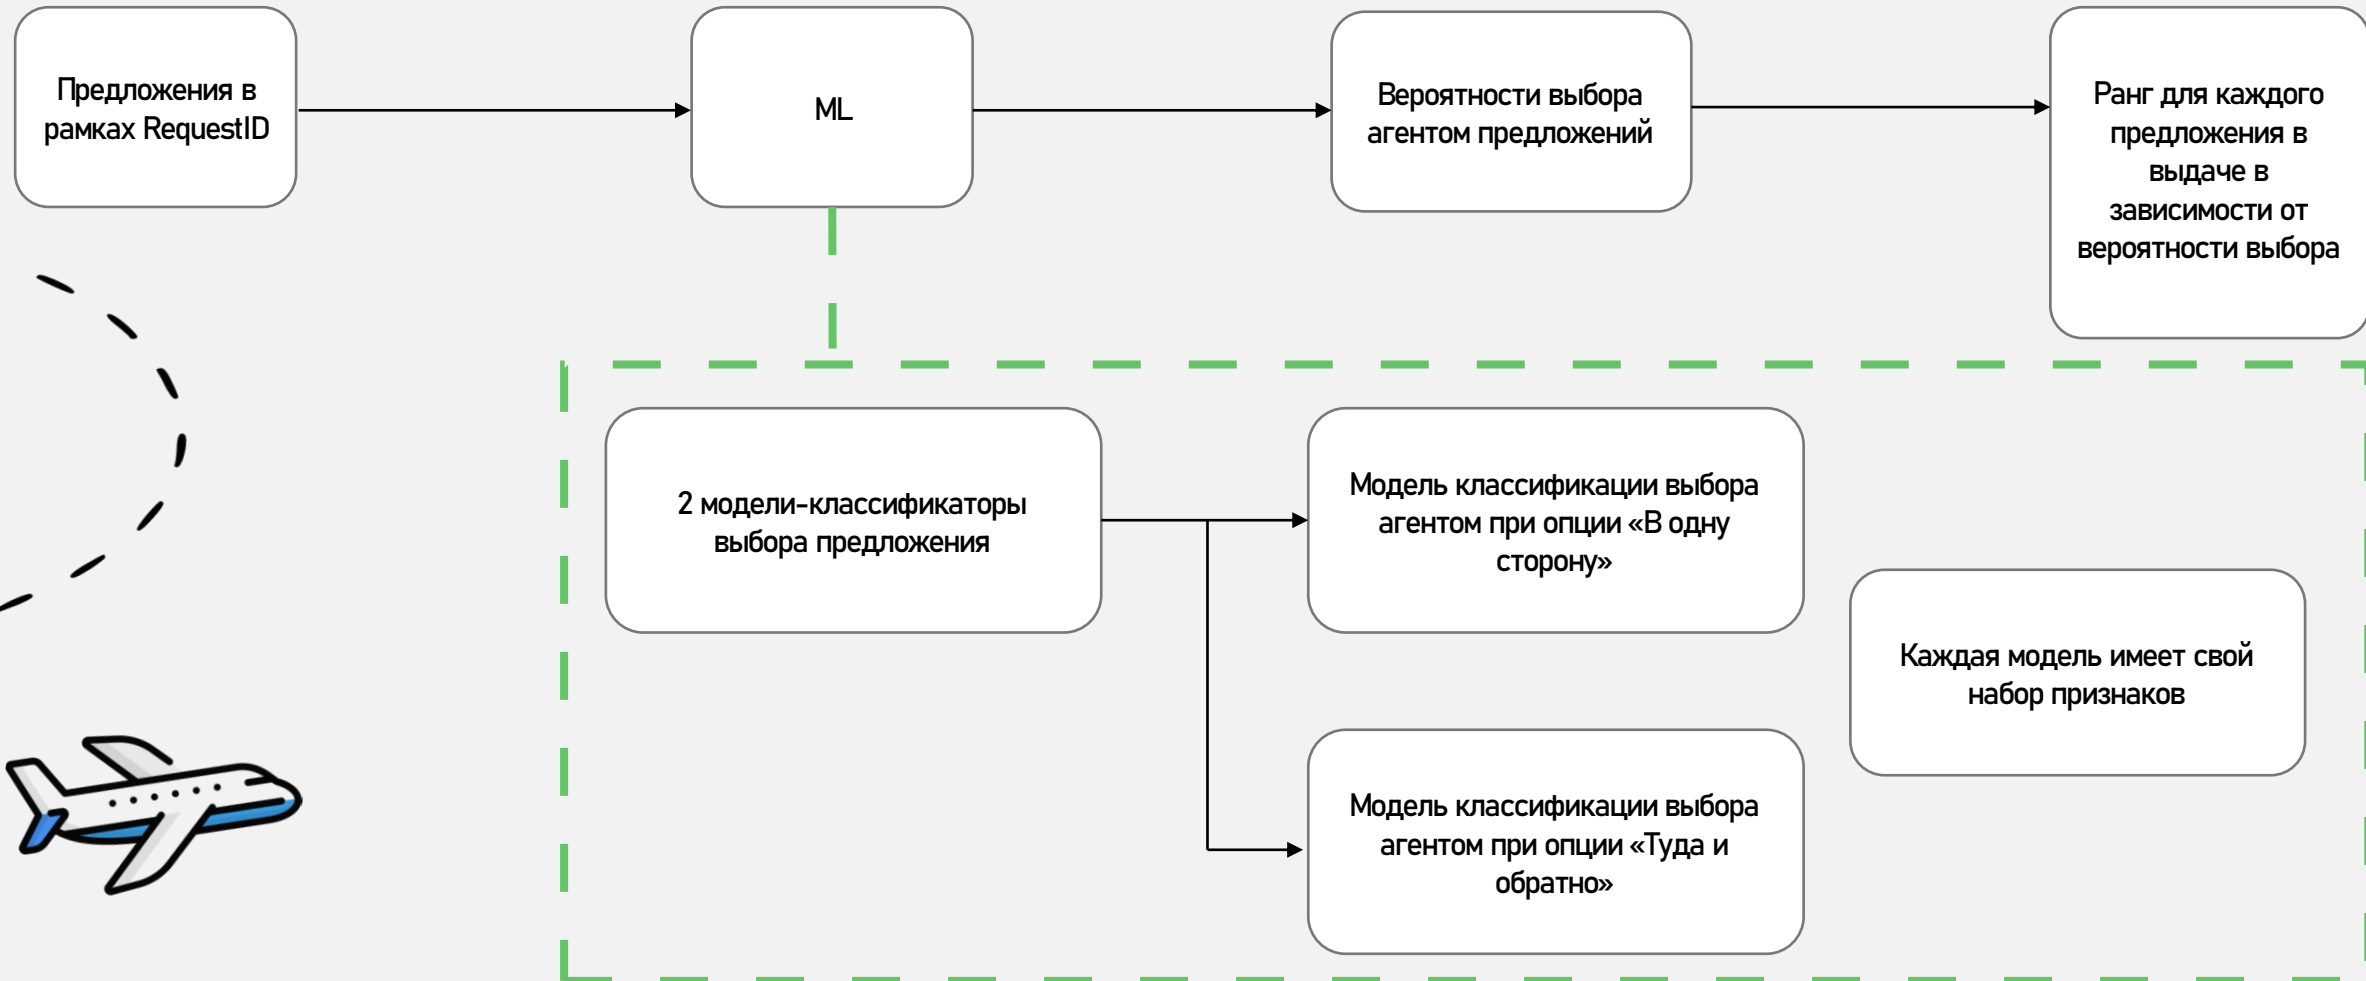 Предложения в
рамках RequestID
ML
Вероятности выбора
агентом предложений
Ранг для каждого
предложения в
выдаче в
зависимости от
вероятности выбора
2 модели-классификаторы
выбора предложения
Модель классификации выбора
агентом при опции «В одну
сторону»
Каждая модель имеет свой
набор признаков
Модель классификации выбора
агентом при опции «Туда и
обратно»